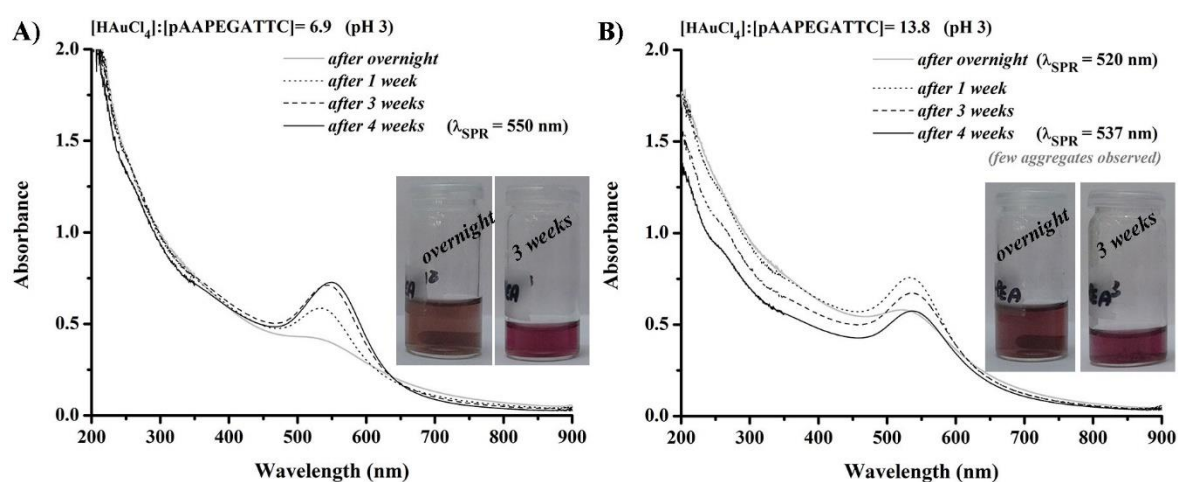 A)
[HAuCl4]:[pAAPEGATTC]= 6.9 (pH 3)
after overnight
after 1 week
after 3 weeks
after 4 weeks (λSPR = 550 nm)
2.0
1.5
1.0
0.5
0.0
Absorbance
overnight
3 weeks
200 300 400 500 600 700 800 900
Wavelength (nm)
B)
[HAuCl4]:[pAAPEGATTC]= 13.8 (pH 3)
after overnight (λSPR = 520 nm)
after 1 week
after 3 weeks
after 4 weeks (λSPR = 537 nm)
(few aggregates observed)
2.0
1.5
1.0
0.5
0.0
Absorbance
overnight
3 weeks
200 300 400 500 600 700 800 900
Wavelength (nm)